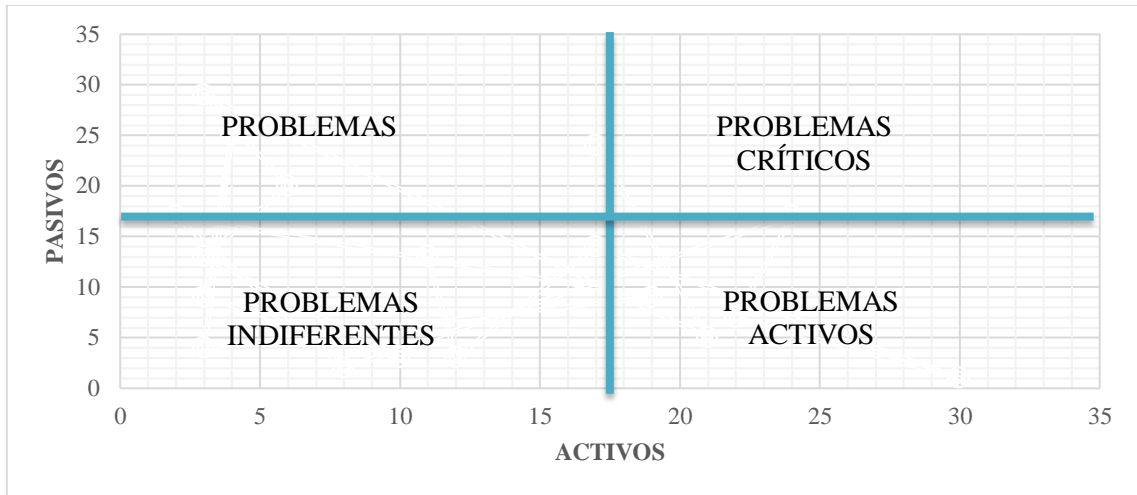 35
30
25
20
15
10
5
0
PASIVOS
PROBLEMAS
PROBLEMAS
CRÍTICOS
PROBLEMAS
INDIFERENTES
PROBLEMAS
ACTIVOS
0 5 10 15 20 25 30 35
ACTIVOS